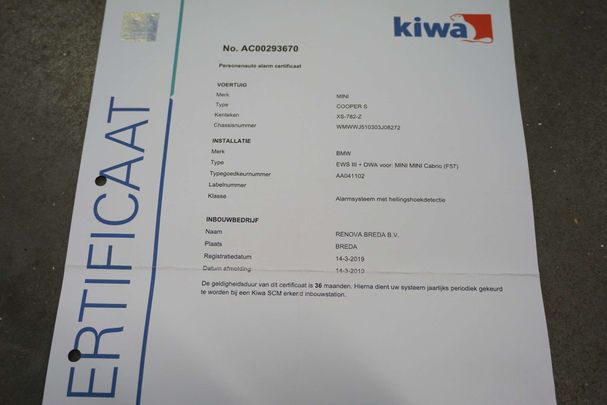 kiwa
No. AC00293670
Personenauto alarm certificaat
VOERTUIG
Merk MINI
Type COOPER S
Kenteken XS-782-Z
Chassisnummer WMWWJ510303J08272
INSTALLATIE
Merk BMW
Type EWS III + DWA voor: MINI MINI Cabrio (F57)
Typegoedkeurnummer AA041102
Labelnummer
Klasse Alarmsysteem met hellingshoekdetectie
INBOUWBEDRIJF
Naam RENOVA BREDA B.V.
Plaats BREDA
Registratiedatum 14-3-2019
Datum afmelding 14-3-2019
De geldigheidsduur van dit certificaat is 36 maanden. Hierna dient uw systeem jaarlijks periodiek gekeurd
te worden bij een Kiwa SCM erkend inbouwstation.
ERTIFICAAT